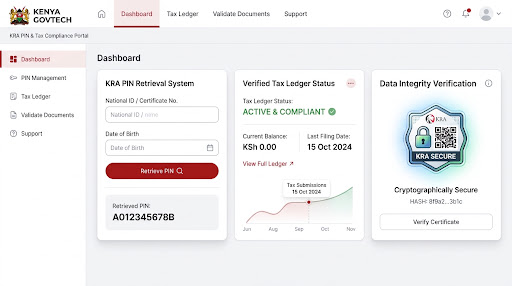 KENYA
GOVTECH
Dashboard
Tax Ledger
Validate Documents
Support
KRA PIN & Tax Compliance Portal
Dashboard
PIN Management
Tax Ledger
Validate Documents
Support
Dashboard
KRA PIN Retrieval System
National ID / Certificate No.
National ID / nnnn
Date of Birth
Date of Birth
Retrieve PIN
Retrieved PIN:
A012345678B
Verified Tax Ledger Status
Tax Ledger Status:
ACTIVE & COMPLIANT
Current Balance:
KSh 0.00
Last Filing Date:
15 Oct 2024
View Full Ledger ↗
Tax Submissions
15 Oct 2024
Jun Aug Sep Oct Nov
Data Integrity Verification
KRA
KRA SECURE
Cryptographically Secure
HASH: 8f9a2...3b1c
Verify Certificate